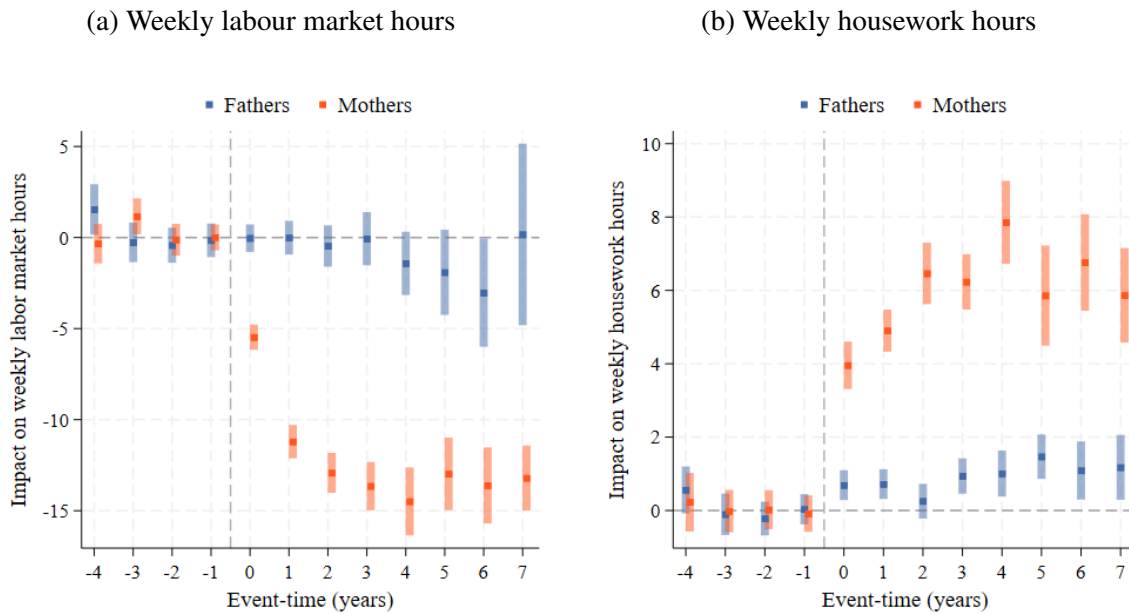 (a) Weekly labour market hours
Fathers Mothers
Impact on weekly labor market hours
5
0
-5
-10
-15
-4 -3 -2 -1 0 1 2 3 4 5 6 7
Event-time (years)
(b) Weekly housework hours
Fathers Mothers
Impact on weekly housework hours
10
8
6
4
2
0
-4 -3 -2 -1 0 1 2 3 4 5 6 7
Event-time (years)